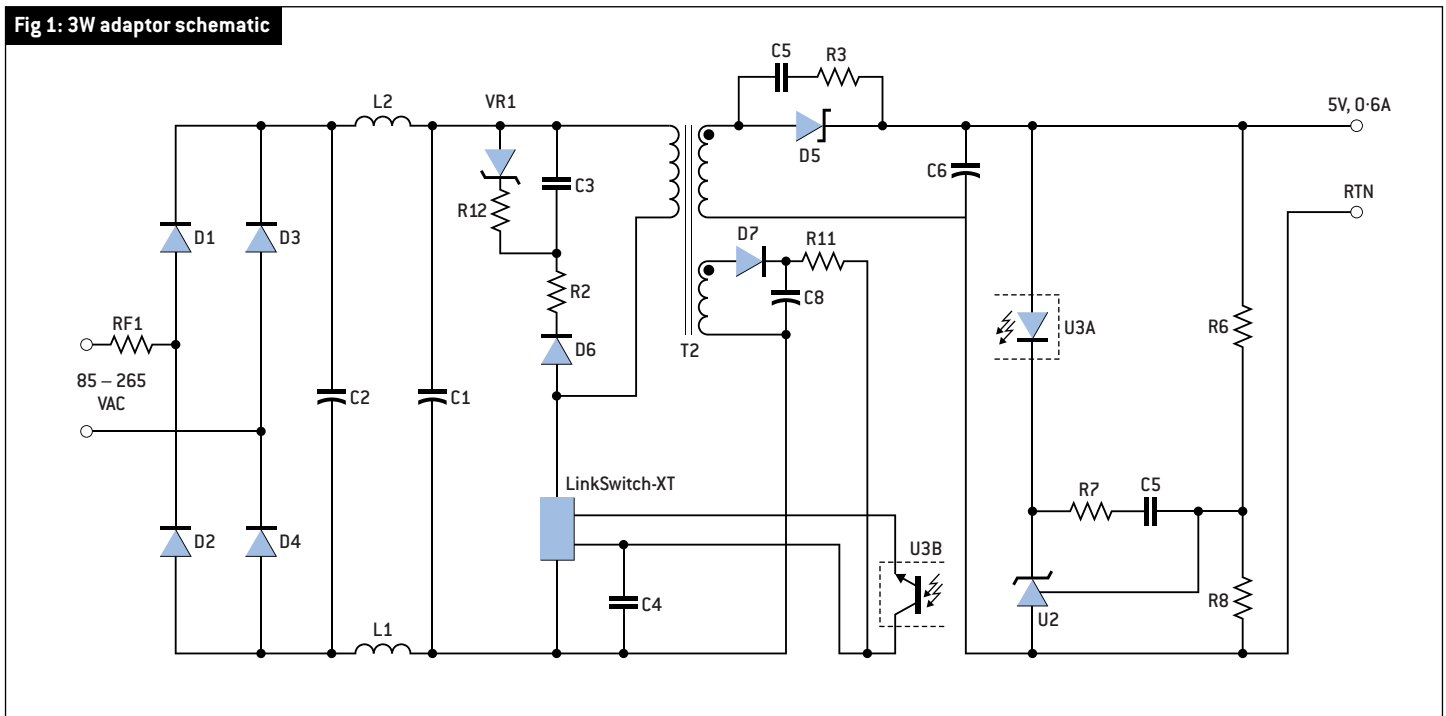 Fig 1: 3W adaptor schematic
C5
R3
L2
VR1
5V, 0·6A
D5
C6
C3
R12
RTN
D1
D3
D7
R11
R2
C8
RF1
U3A
R6
D6
T2
85 – 265
VAC
C2
C1
LinkSwitch-XT
R7
C5
D2
D4
U3B
C4
R8
U2
L1